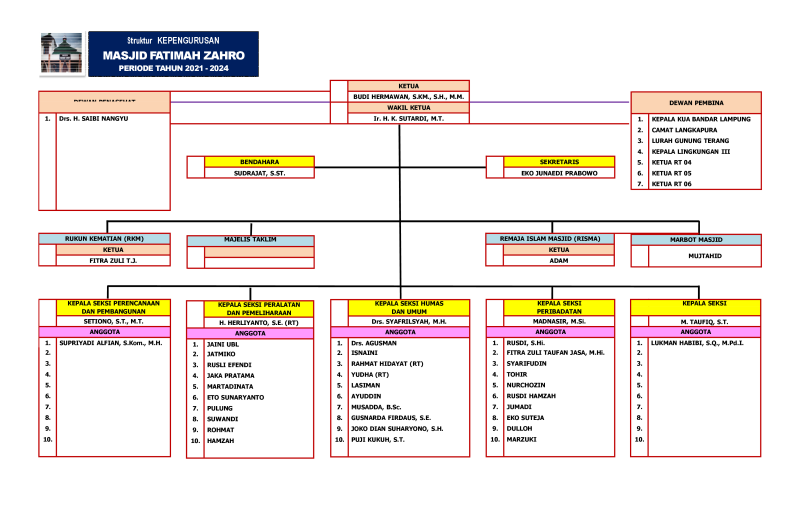 Struktur KEPENGURUSAN
MASJID FATIMAH ZAHRO
PERIODE TAHUN 2021 - 2024
KETUA
BUDI HERMAWAN, S.KM., S.H., M.M.
WAKIL KETUA
Ir. H. K. SUTARDI, M.T.
1. Drs. H. SAIBI NANGYU
DEWAN PEMBINA
1. KEPALA KUA BANDAR LAMPUNG
2. CAMAT LANGKAPURA
3. LURAH GUNUNG TERANG
4. KEPALA LINGKUNGAN III
5. KETUA RT 04
6. KETUA RT 05
7. KETUA RT 06
BENDAHARA
SUDRAJAT, S.ST.
SEKRETARIS
EKO JUNAEDI PRABOWO
RUKUN KEMATIAN (RKM)
KETUA
FITRA ZULI T.J.
MAJELIS TAKLIM
REMAJA ISLAM MASJID (RISMA)
KETUA
ADAM
MARBOT MASJID
MUJTAHID
KEPALA SEKSI PERENCANAAN
DAN PEMBANGUNAN
SETIONO, S.T., M.T.
ANGGOTA
1. SUPRIYADI ALFIAN, S.Kom., M.H.
2.
3.
4.
5.
6.
7.
8.
9.
10.
KEPALA SEKSI PERALATAN
DAN PEMELIHARAAN
H. HERLIYANTO, S.E. (RT)
ANGGOTA
1. JAINI UBL
2. JATMIKO
3. RUSLI EFENDI
4. JAKA PRATAMA
5. MARTADINATA
6. ETO SUNARYANTO
7. PULUNG
8. SUWANDI
9. ROHMAT
10. HAMZAH
KEPALA SEKSI HUMAS
DAN UMUM
Drs. SYAFRILSYAH, M.H.
ANGGOTA
1. Drs. AGUSMAN
2. ISNAINI
3. RAHMAT HIDAYAT (RT)
4. YUDHA (RT)
5. LASIMAN
6. AYUDDIN
7. MUSADDA, B.Sc.
8. GUSNARDA FIRDAUS, S.E.
9. JOKO DIAN SUHARYONO, S.H.
10. PUJI KUKUH, S.T.
KEPALA SEKSI
PERIBADATAN
MADNASIR, M.Si.
ANGGOTA
1. RUSDI, S.Hi.
2. FITRA ZULI TAUFAN JASA, M.Hi.
3. SYARIFUDIN
4. TOHIR
5. NURCHOZIN
6. RUSDI HAMZAH
7. JUMADI
8. EKO SUTEJA
9. DULLOH
10. MARZUKI
KEPALA SEKSI
M. TAUFIQ, S.T.
ANGGOTA
1. LUKMAN HABIBI, S.Q., M.Pd.I.
2.
3.
4.
5.
6.
7.
8.
9.
10.